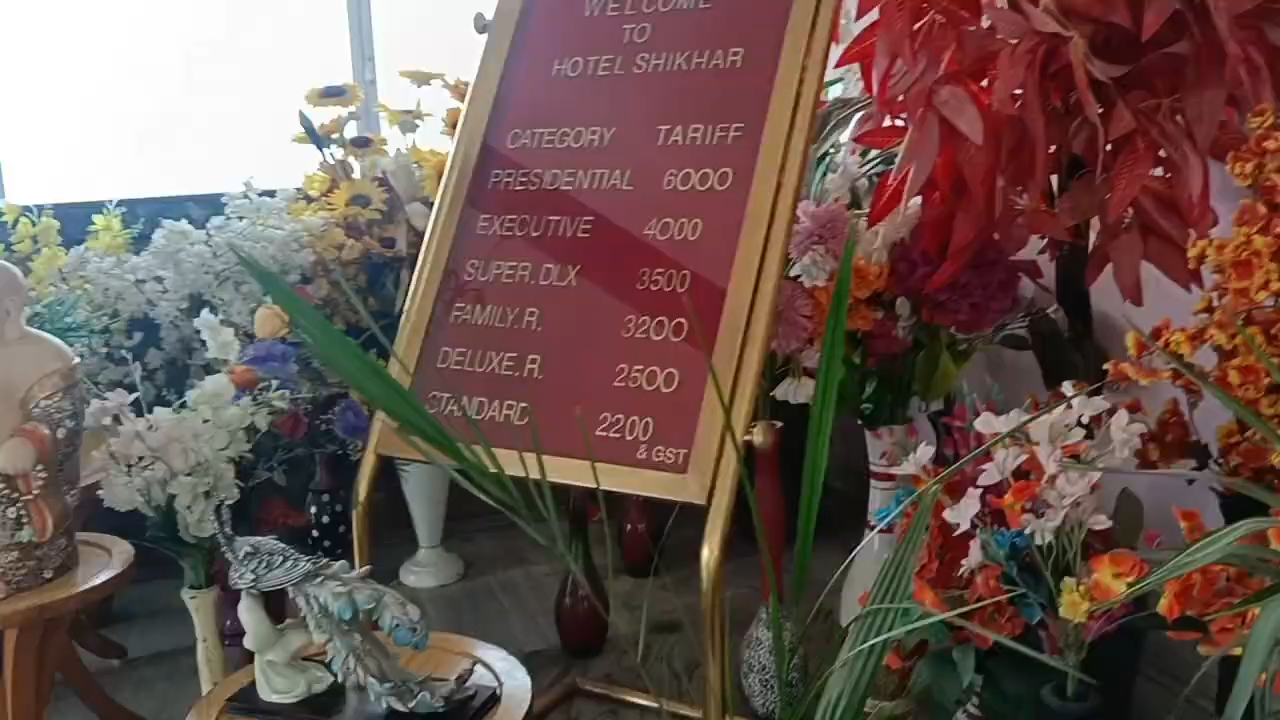 WELCOME
TO
HOTEL SHIKHAR
CATEGORY TARIFF
PRESIDENTIAL 6000
EXECUTIVE 4000
SUPER.DLX 3500
FAMILY.R. 3200
DELUXE.R. 2500
STANDARD 2200
& GST